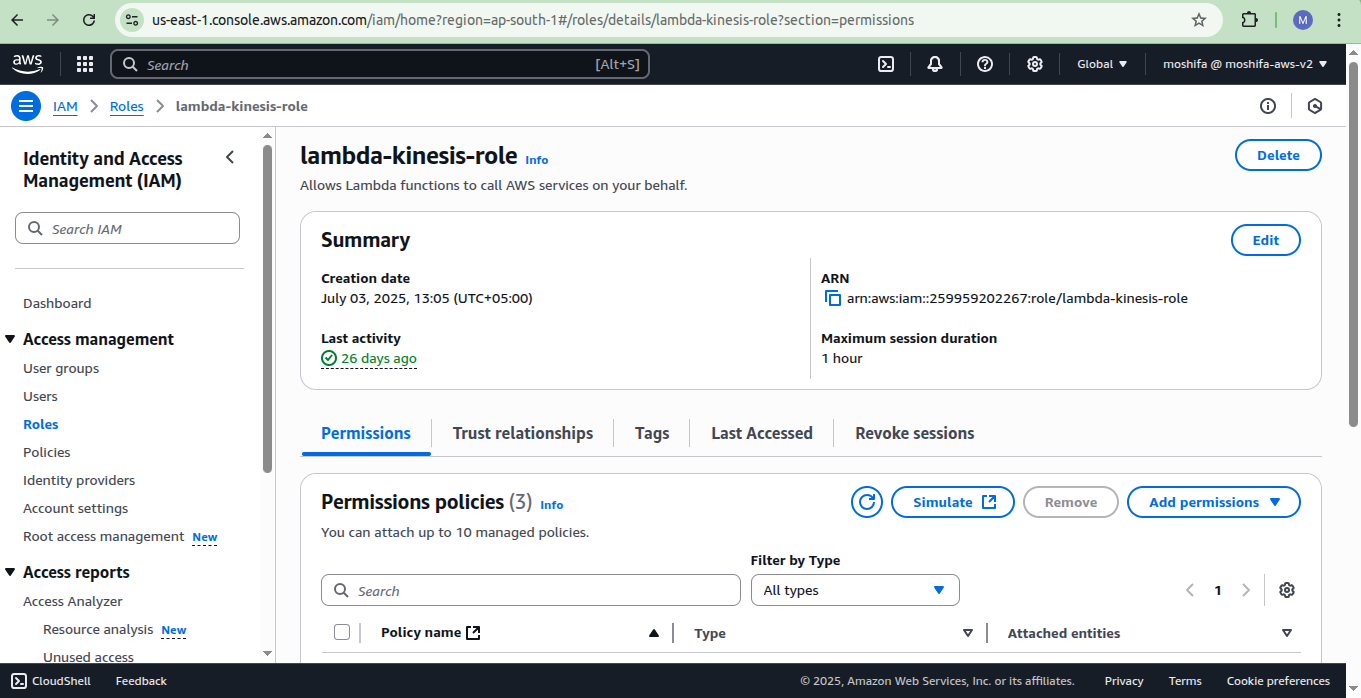 us-east-1.console.aws.amazon.com/iam/home?region=ap-south-1#/roles/details/lambda-kinesis-role?section=permissions
M
aws
Search
[Alt+S]
Global
moshifa @ moshifa-aws-v2
IAM
Roles
lambda-kinesis-role
Identity and Access
Management (IAM)
Search IAM
Dashboard
Access management
User groups
Users
Roles
Policies
Identity providers
Account settings
Root access management New
Access reports
Access Analyzer
Resource analysis New
Unused access
lambda-kinesis-role Info
Delete
Allows Lambda functions to call AWS services on your behalf.
Summary
Edit
Creation date
July 03, 2025, 13:05 (UTC+05:00)
ARN
arn:aws:iam::259959202267:role/lambda-kinesis-role
Last activity
26 days ago
Maximum session duration
1 hour
Permissions
Trust relationships
Tags
Last Accessed
Revoke sessions
Permissions policies (3) Info
Simulate
Remove
Add permissions
You can attach up to 10 managed policies.
Filter by Type
Search
All types
1
Policy name
Type
Attached entities
CloudShell
Feedback
© 2025, Amazon Web Services, Inc. or its affiliates.
Privacy
Terms
Cookie preferences